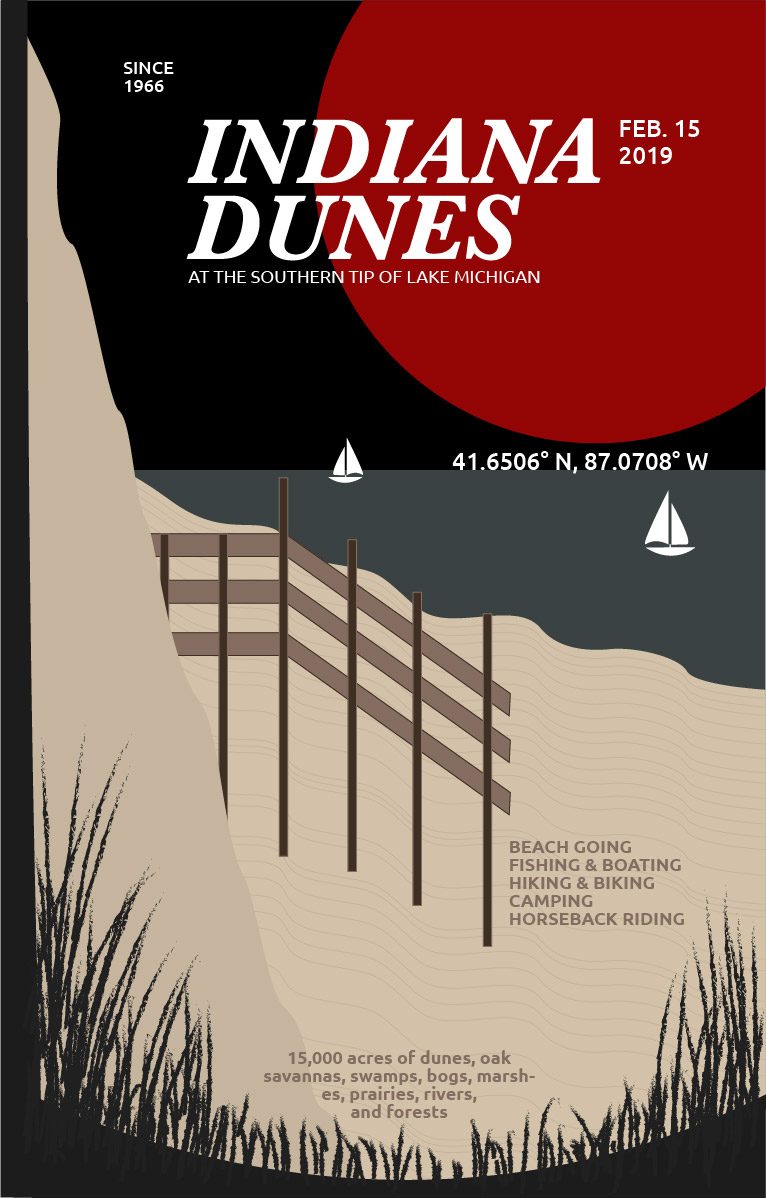 SINCE
1966
INDIANA
DUNES
FEB. 15
2019
AT THE SOUTHERN TIP OF LAKE MICHIGAN
41.6506° N, 87.0708° W
BEACH GOING
FISHING & BOATING
HIKING & BIKING
CAMPING
HORSEBACK RIDING
15,000 acres of dunes, oak
savannas, swamps, bogs, marsh-
es, prairies, rivers,
and forests